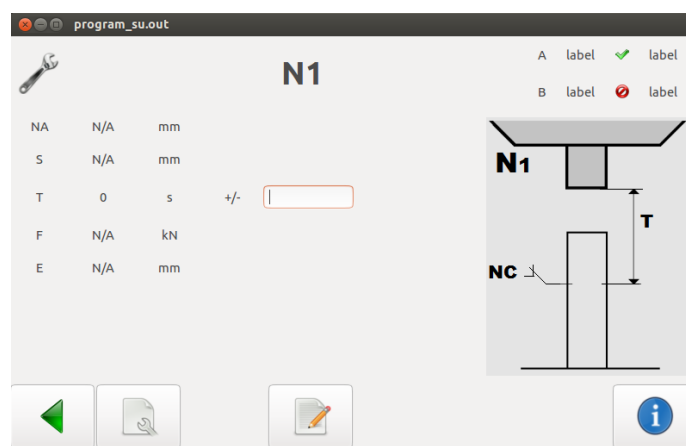 program_su.out
N1
A label label
B label label
NA N/A mm
S N/A mm
T 0 s +/-
F N/A kN
E N/A mm
N1
T
NC